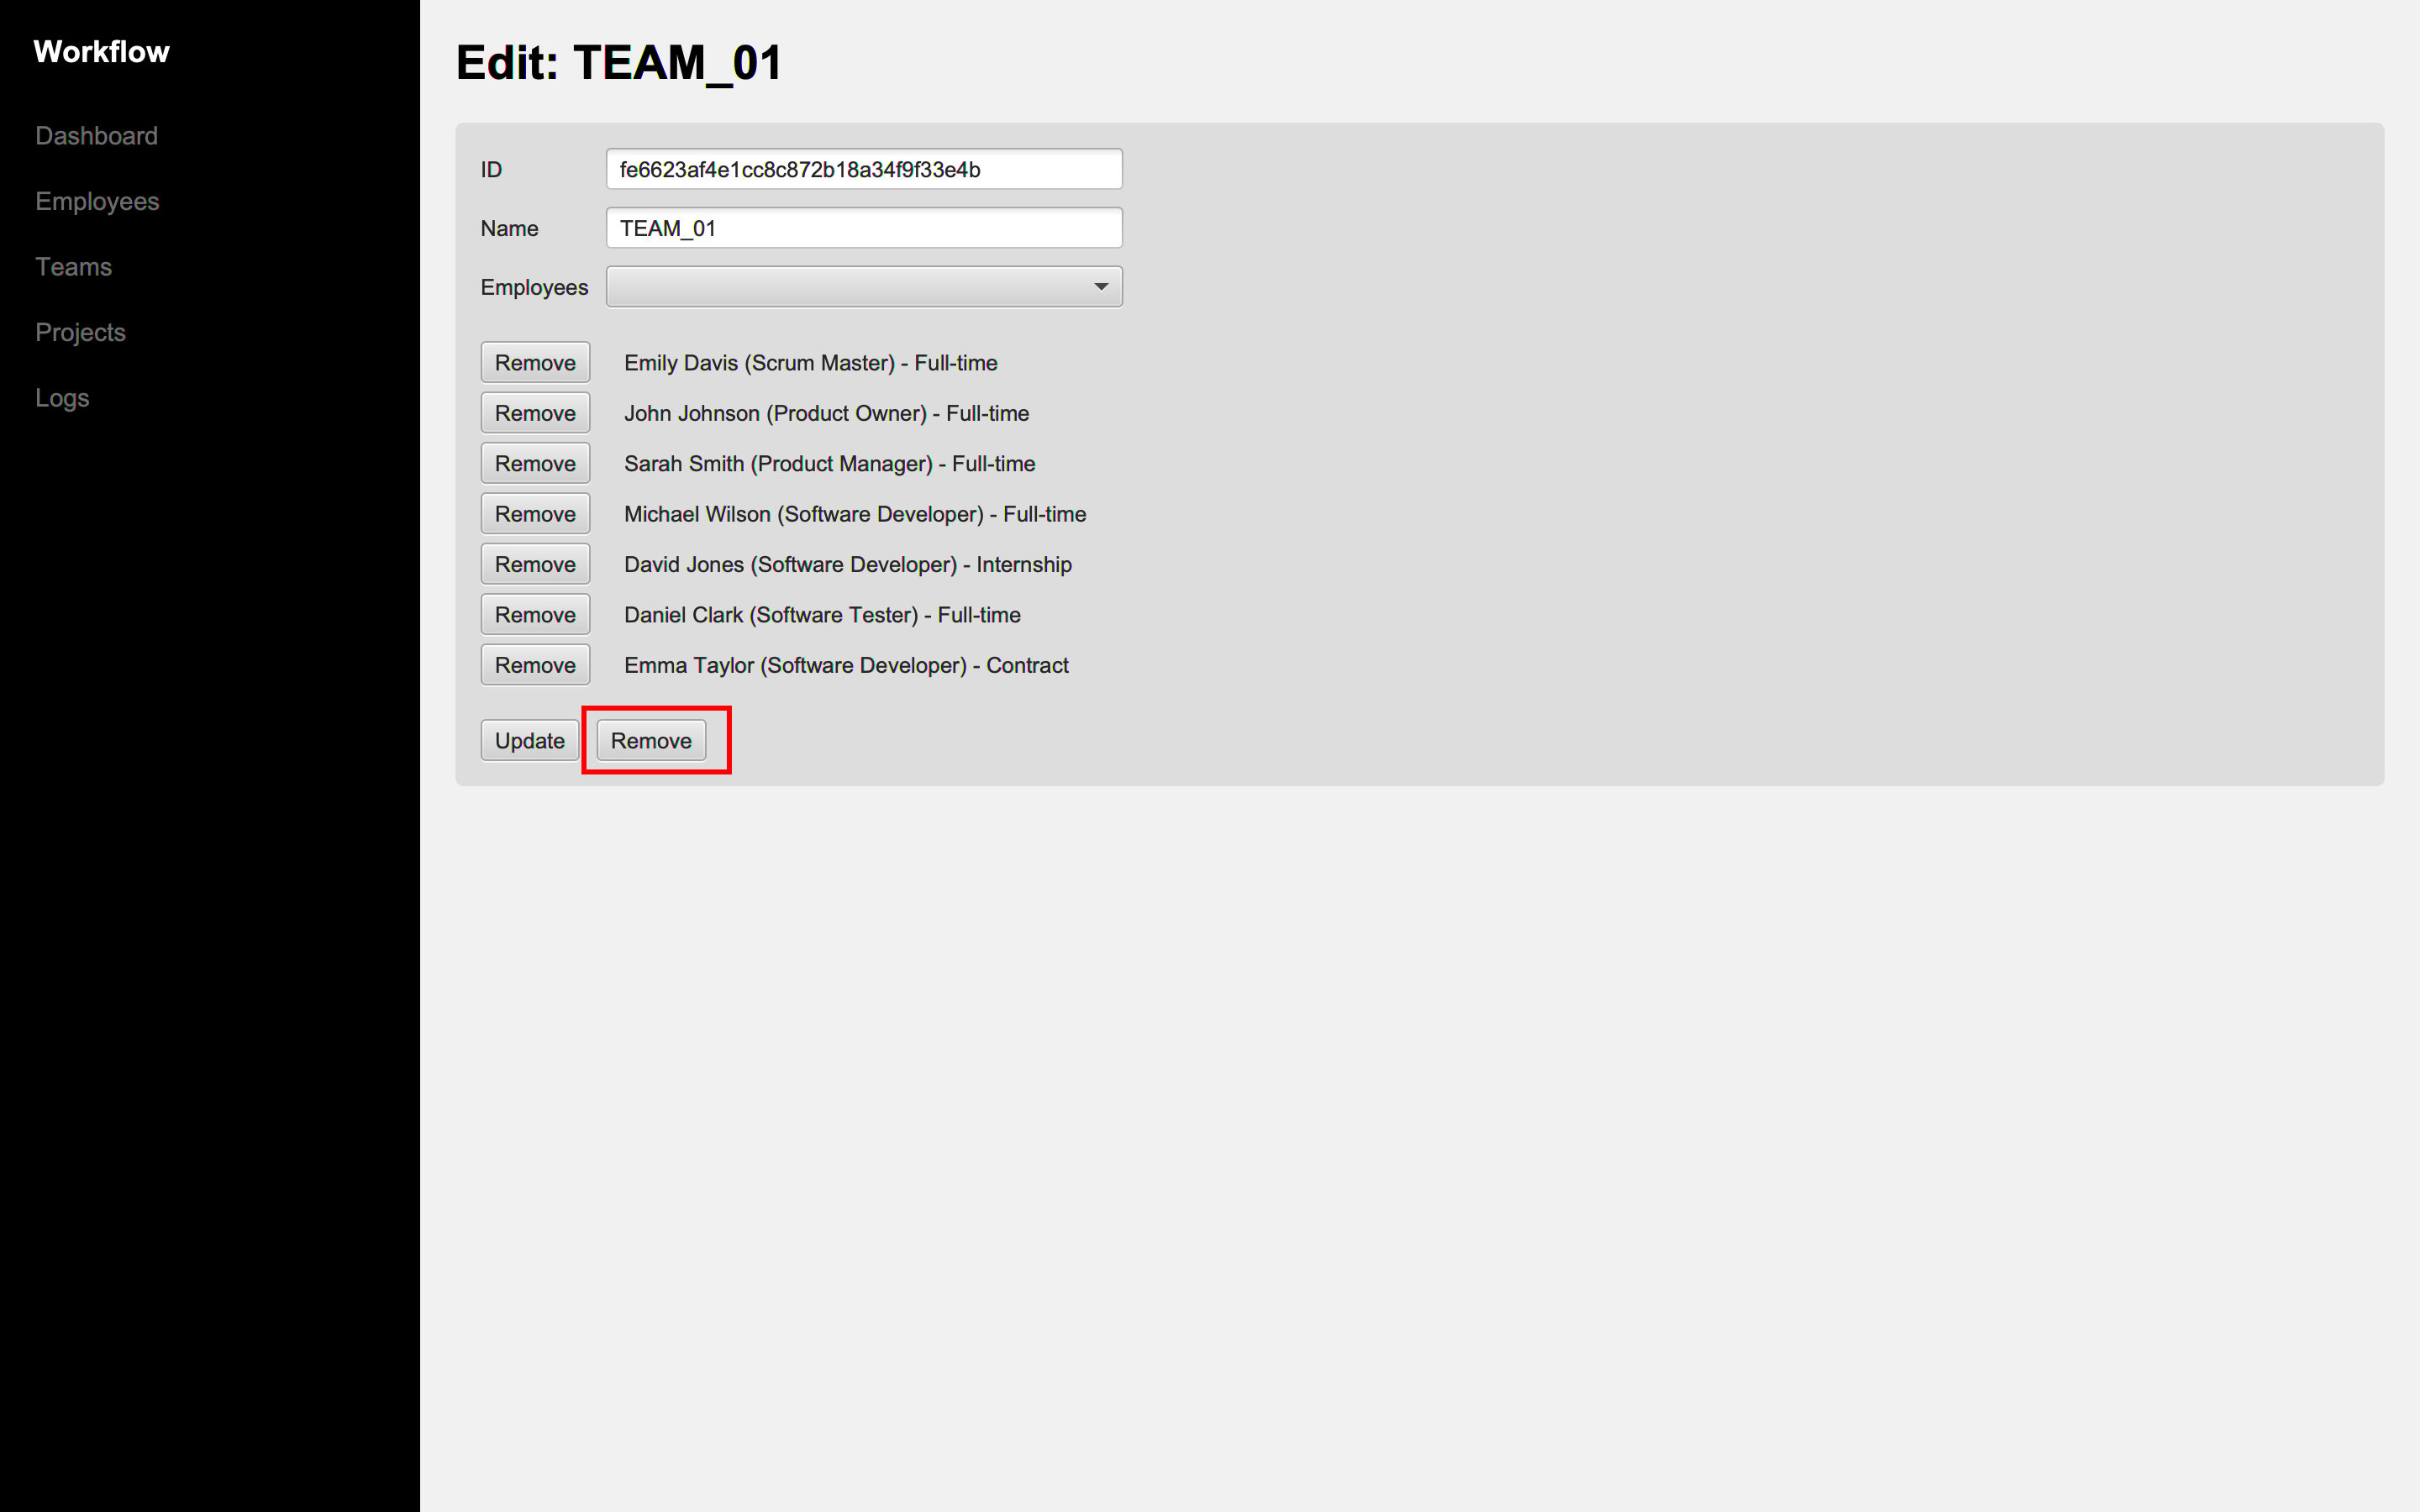 Workflow
Dashboard
Employees
Teams
Projects
Logs
Edit: TEAM_01
ID fe6623af4e1cc8c872b18a34f9f33e4b
Name TEAM_01
Employees
Remove Emily Davis (Scrum Master) - Full-time
Remove John Johnson (Product Owner) - Full-time
Remove Sarah Smith (Product Manager) - Full-time
Remove Michael Wilson (Software Developer) - Full-time
Remove David Jones (Software Developer) - Internship
Remove Daniel Clark (Software Tester) - Full-time
Remove Emma Taylor (Software Developer) - Contract
Update Remove